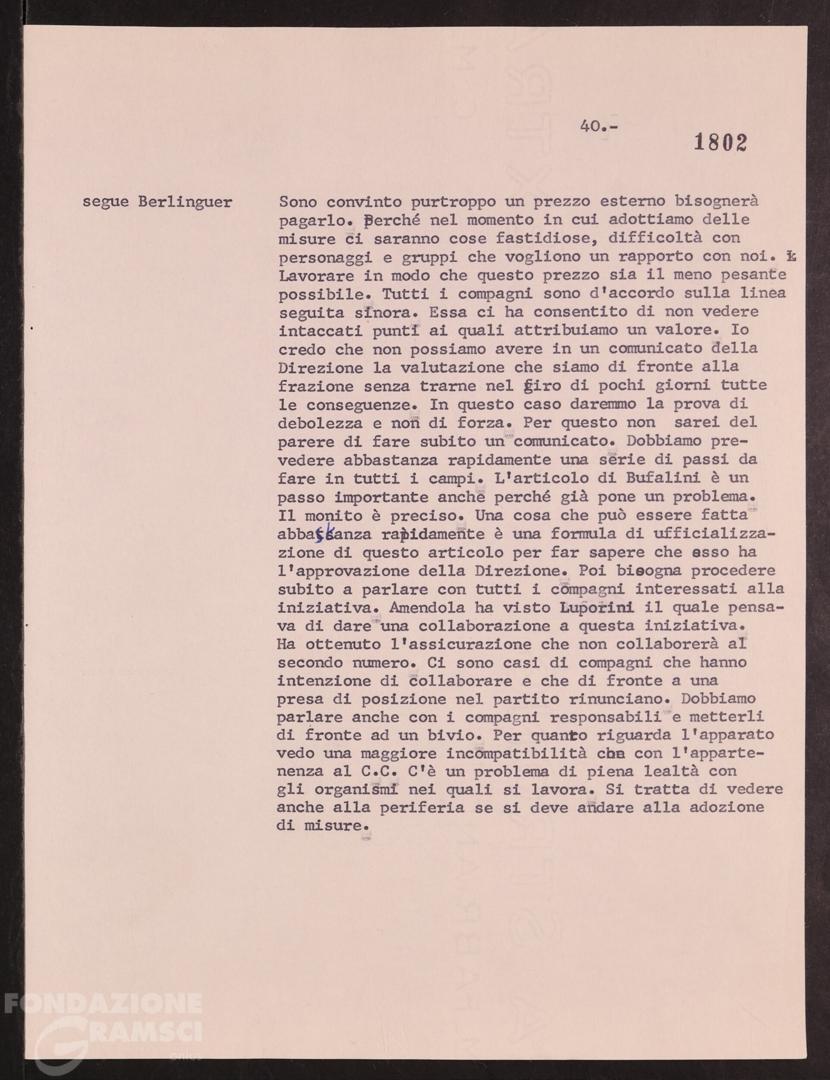 40.-
1802
segue Berlinguer
Sono convinto purtroppo un prezzo esterno bisognerà
pagarlo. Perché nel momento in cui adottiamo delle
misure ci saranno cose fastidiose, difficoltà con
personaggi e gruppi che vogliono un rapporto con noi.
Lavorare in modo che questo prezzo sia il meno pesante
possibile. Tutti i compagni sono d'accordo sulla linea
seguita sinora. Essa ci ha consentito di non vedere
intaccati punti ai quali attribuiamo un valore. Io
credo che non possiamo avere in un comunicato della
Direzione la valutazione che siamo di fronte alla
frazione senza trarne nel giro di pochi giorni tutte
le conseguenze. In questo caso daremmo la prova di
debolezza e non di forza. Per questo non sarei del
parere di fare subito un comunicato. Dobbiamo pre-
vedere abbastanza rapidamente una serie di passi da
fare in tutti i campi. L'articolo di Bufalini è un
passo importante anche perché già pone un problema.
Il monito è preciso. Una cosa che può essere fatta
abbastanza rapidamente è una formula di ufficializza-
zione di questo articolo per far sapere che esso ha
l'approvazione della Direzione. Poi bisogna procedere
subito a parlare con tutti i compagni interessati alla
iniziativa. Amendola ha visto Luporini il quale pensa-
va di dare una collaborazione a questa iniziativa.
Ha ottenuto l'assicurazione che non collaborerà al
secondo numero. Ci sono casi di compagni che hanno
intenzione di collaborare e che di fronte a una
presa di posizione nel partito rinunciano. Dobbiamo
parlare anche con i compagni responsabili e metterli
di fronte ad un bivio. Per quanto riguarda l'apparato
vedo una maggiore incompatibilità che con l'apparte-
nenza al C.C. C'è un problema di piena lealtà con
gli organismi nei quali si lavora. Si tratta di vedere
anche alla periferia se si deve andare alla adozione
di misure.
FONDAZIONE
GRAMSCI